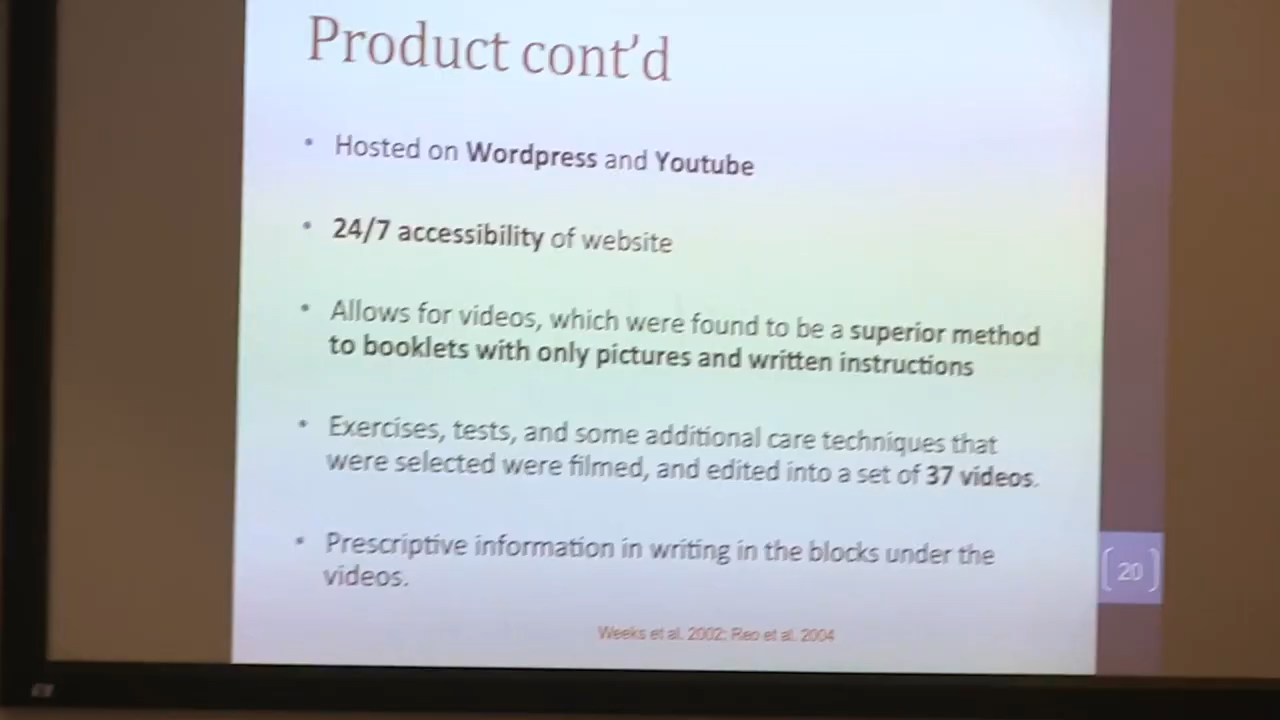 Product cont'd
• Hosted on Wordpress and Youtube
• 24/7 accessibility of website
• Allows for videos, which were found to be a superior method
to booklets with only pictures and written instructions
• Exercises, tests, and some additional care techniques that
were selected were filmed, and edited into a set of 37 videos.
• Prescriptive information in writing in the blocks under the
videos.
20
Weeks et al. 2002; Reo et al. 2004